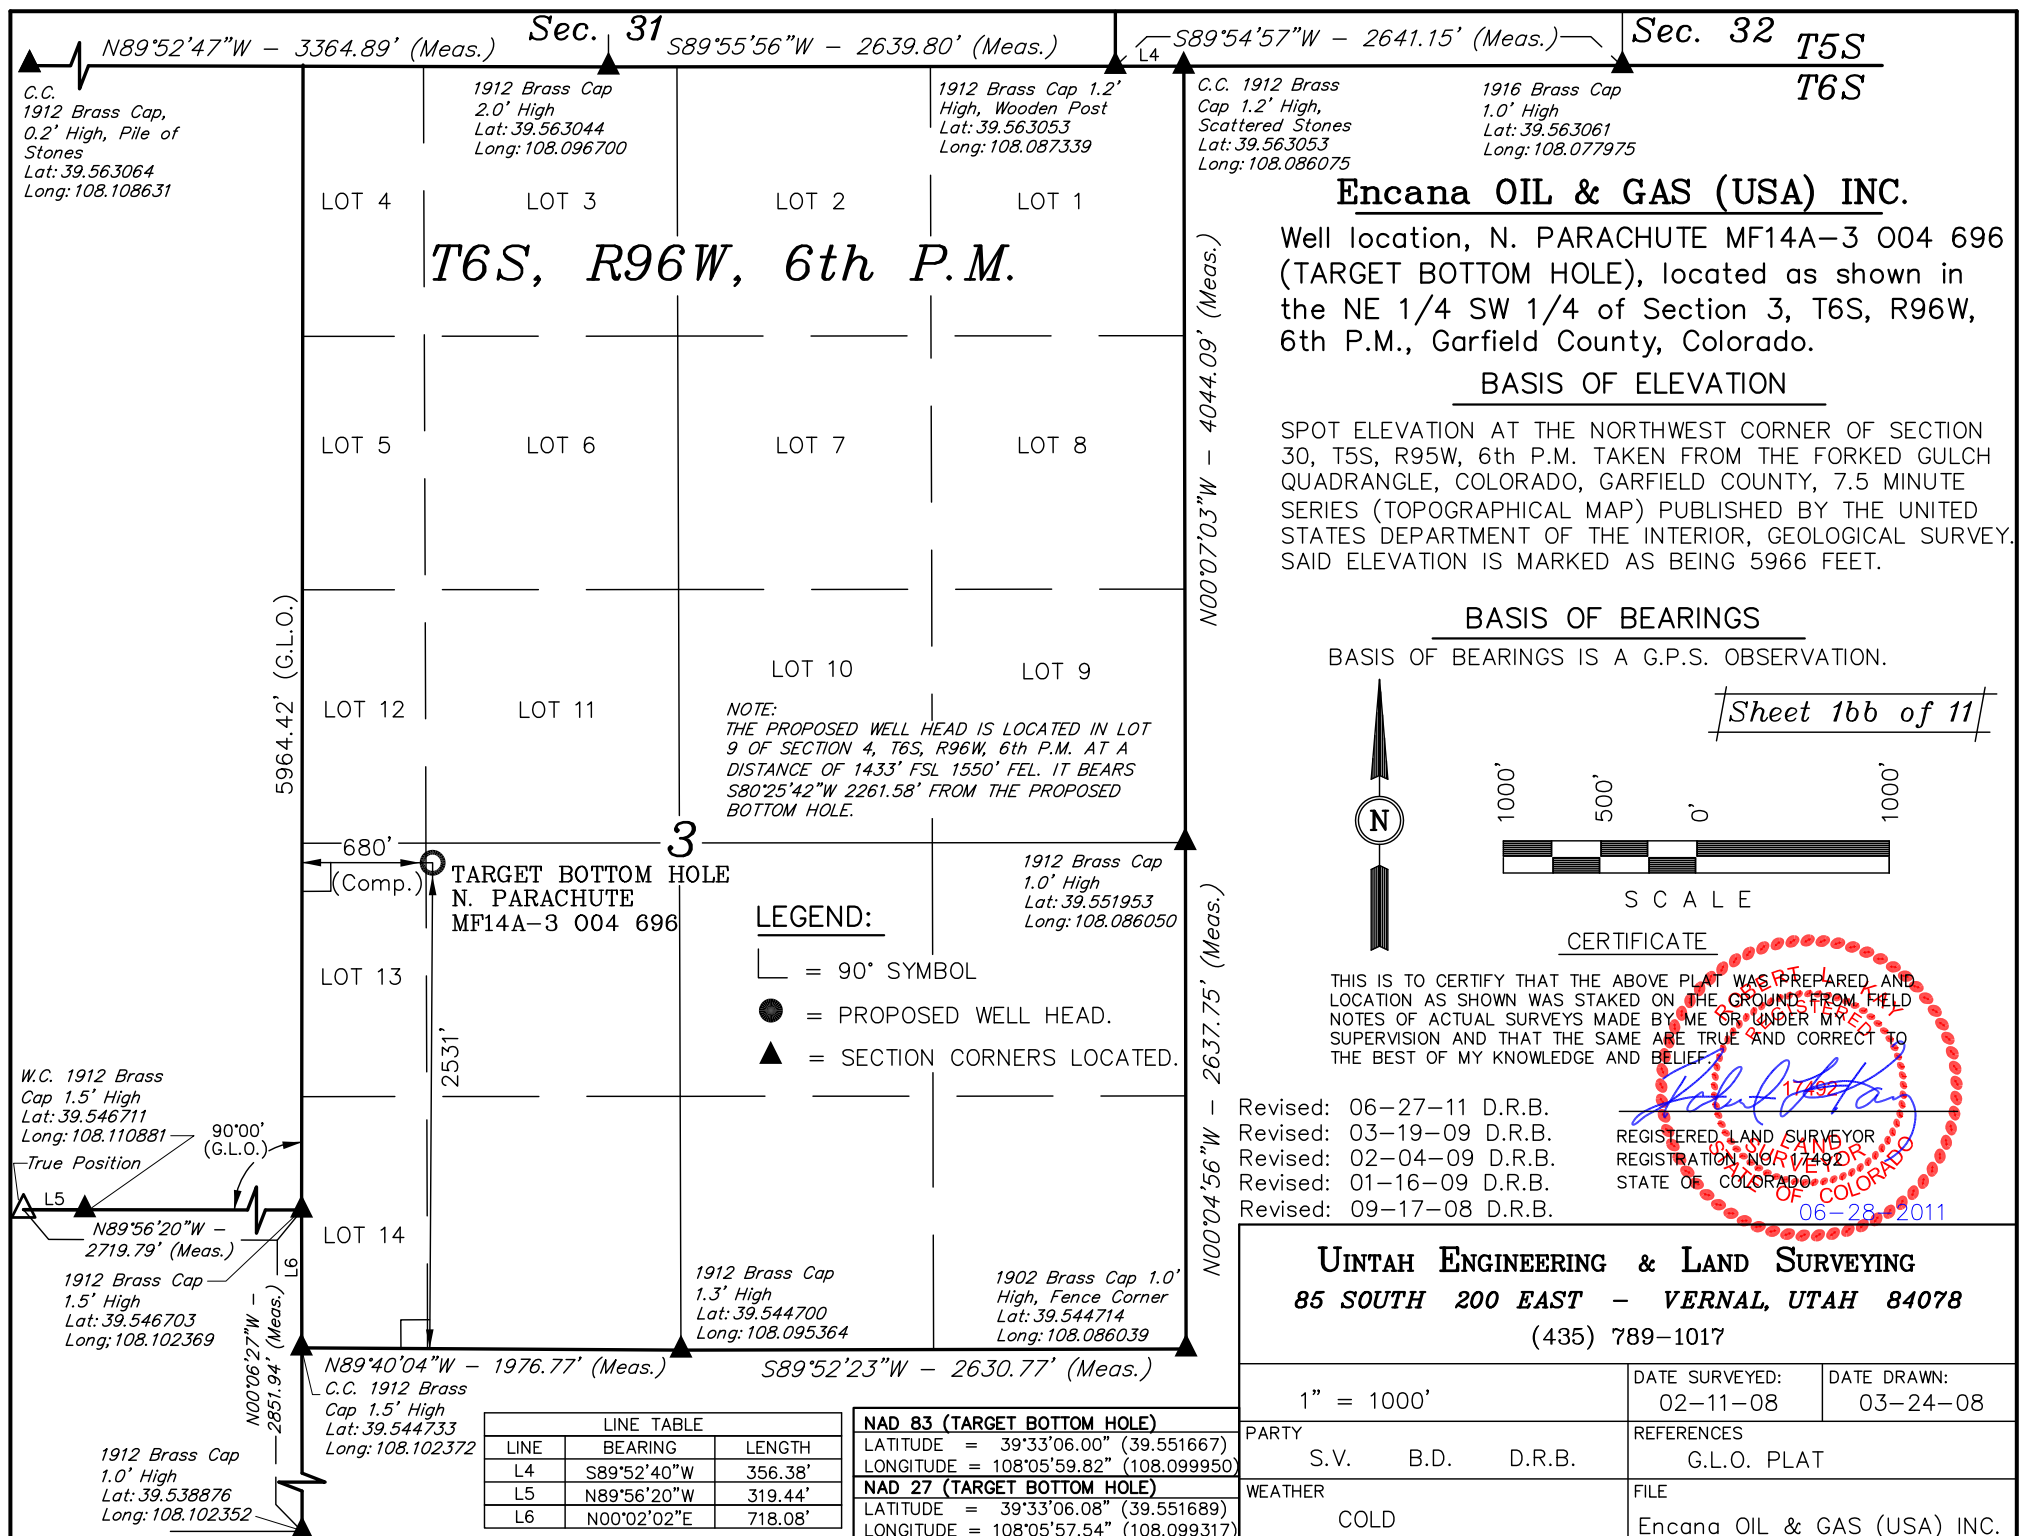 Sec. 31
Sec. 32
T5S
T6S
N89°52'47"W - 3364.89' (Meas.)
S89°55'56"W - 2639.80' (Meas.)
L4
S89°54'57"W - 2641.15' (Meas.)
C.C.
1912 Brass Cap,
0.2' High, Pile of
Stones
Lat: 39.563064
Long: 108.108631
1912 Brass Cap
2.0' High
Lat: 39.563044
Long: 108.096700
1912 Brass Cap 1.2'
High, Wooden Post
Lat: 39.563053
Long: 108.087339
C.C. 1912 Brass
Cap 1.2' High,
Scattered Stones
Lat: 39.563053
Long: 108.086075
1916 Brass Cap
1.0' High
Lat: 39.563061
Long: 108.077975
LOT 4
LOT 3
LOT 2
LOT 1
T6S, R96W, 6th P.M.
LOT 5
LOT 6
LOT 7
LOT 8
LOT 12
LOT 11
LOT 10
LOT 9
5964.42' (G.L.O.)
N00°07'03"W - 4044.09' (Meas.)
NOTE:
THE PROPOSED WELL HEAD IS LOCATED IN LOT
9 OF SECTION 4, T6S, R96W, 6th P.M. AT A
DISTANCE OF 1433' FSL 1550' FEL. IT BEARS
S80°25'42"W 2261.58' FROM THE PROPOSED
BOTTOM HOLE.
3
680'
(Comp.)
TARGET BOTTOM HOLE
N. PARACHUTE
MF14A-3 O04 696
1912 Brass Cap
1.0' High
Lat: 39.551953
Long: 108.086050
LEGEND:
= 90° SYMBOL
= PROPOSED WELL HEAD.
= SECTION CORNERS LOCATED.
LOT 13
2531'
N00°04'56"W - 2637.75' (Meas.)
W.C. 1912 Brass
Cap 1.5' High
Lat: 39.546711
Long: 108.110881
True Position
90°00'
(G.L.O.)
L5
N89°56'20"W -
2719.79' (Meas.)
L6
1912 Brass Cap
1.5' High
Lat: 39.546703
Long; 108.102369
N00°06'27"W -
2851.94' (Meas.)
LOT 14
1912 Brass Cap
1.3' High
Lat: 39.544700
Long: 108.095364
1902 Brass Cap 1.0'
High, Fence Corner
Lat: 39.544714
Long: 108.086039
N89°40'04"W - 1976.77' (Meas.)
S89°52'23"W - 2630.77' (Meas.)
C.C. 1912 Brass
Cap 1.5' High
Lat: 39.544733
Long: 108.102372
1912 Brass Cap
1.0' High
Lat: 39.538876
Long: 108.102352
LINE TABLE
LINE BEARING LENGTH
L4 S89°52'40"W 356.38'
L5 N89°56'20"W 319.44'
L6 N00°02'02"E 718.08'
NAD 83 (TARGET BOTTOM HOLE)
LATITUDE = 39°33'06.00" (39.551667)
LONGITUDE = 108°05'59.82" (108.099950)
NAD 27 (TARGET BOTTOM HOLE)
LATITUDE = 39°33'06.08" (39.551689)
LONGITUDE = 108°05'57.54" (108.099317)
Encana OIL & GAS (USA) INC.
Well location, N. PARACHUTE MF14A-3 O04 696
(TARGET BOTTOM HOLE), located as shown in
the NE 1/4 SW 1/4 of Section 3, T6S, R96W,
6th P.M., Garfield County, Colorado.
BASIS OF ELEVATION
SPOT ELEVATION AT THE NORTHWEST CORNER OF SECTION
30, T5S, R95W, 6th P.M. TAKEN FROM THE FORKED GULCH
QUADRANGLE, COLORADO, GARFIELD COUNTY, 7.5 MINUTE
SERIES (TOPOGRAPHICAL MAP) PUBLISHED BY THE UNITED
STATES DEPARTMENT OF THE INTERIOR, GEOLOGICAL SURVEY.
SAID ELEVATION IS MARKED AS BEING 5966 FEET.
BASIS OF BEARINGS
BASIS OF BEARINGS IS A G.P.S. OBSERVATION.
Sheet 1bb of 11
N
1000'
500'
0'
1000'
SCALE
CERTIFICATE
THIS IS TO CERTIFY THAT THE ABOVE PLAT WAS PREPARED AND
LOCATION AS SHOWN WAS STAKED ON THE GROUND FROM FIELD
NOTES OF ACTUAL SURVEYS MADE BY ME OR UNDER MY
SUPERVISION AND THAT THE SAME ARE TRUE AND CORRECT TO
THE BEST OF MY KNOWLEDGE AND BELIEF.
ROBERT L. KAY
REGISTERED
17492
LAND
SURVEYOR
STATE OF COLORADO
Robert L Kay
REGISTERED LAND SURVEYOR
REGISTRATION NO. 17492
STATE OF COLORADO
06-28-2011
Revised: 06-27-11 D.R.B.
Revised: 03-19-09 D.R.B.
Revised: 02-04-09 D.R.B.
Revised: 01-16-09 D.R.B.
Revised: 09-17-08 D.R.B.
UINTAH ENGINEERING & LAND SURVEYING
85 SOUTH 200 EAST - VERNAL, UTAH 84078
(435) 789-1017
1" = 1000'
DATE SURVEYED:
02-11-08
DATE DRAWN:
03-24-08
PARTY
S.V. B.D. D.R.B.
REFERENCES
G.L.O. PLAT
WEATHER
COLD
FILE
Encana OIL & GAS (USA) INC.